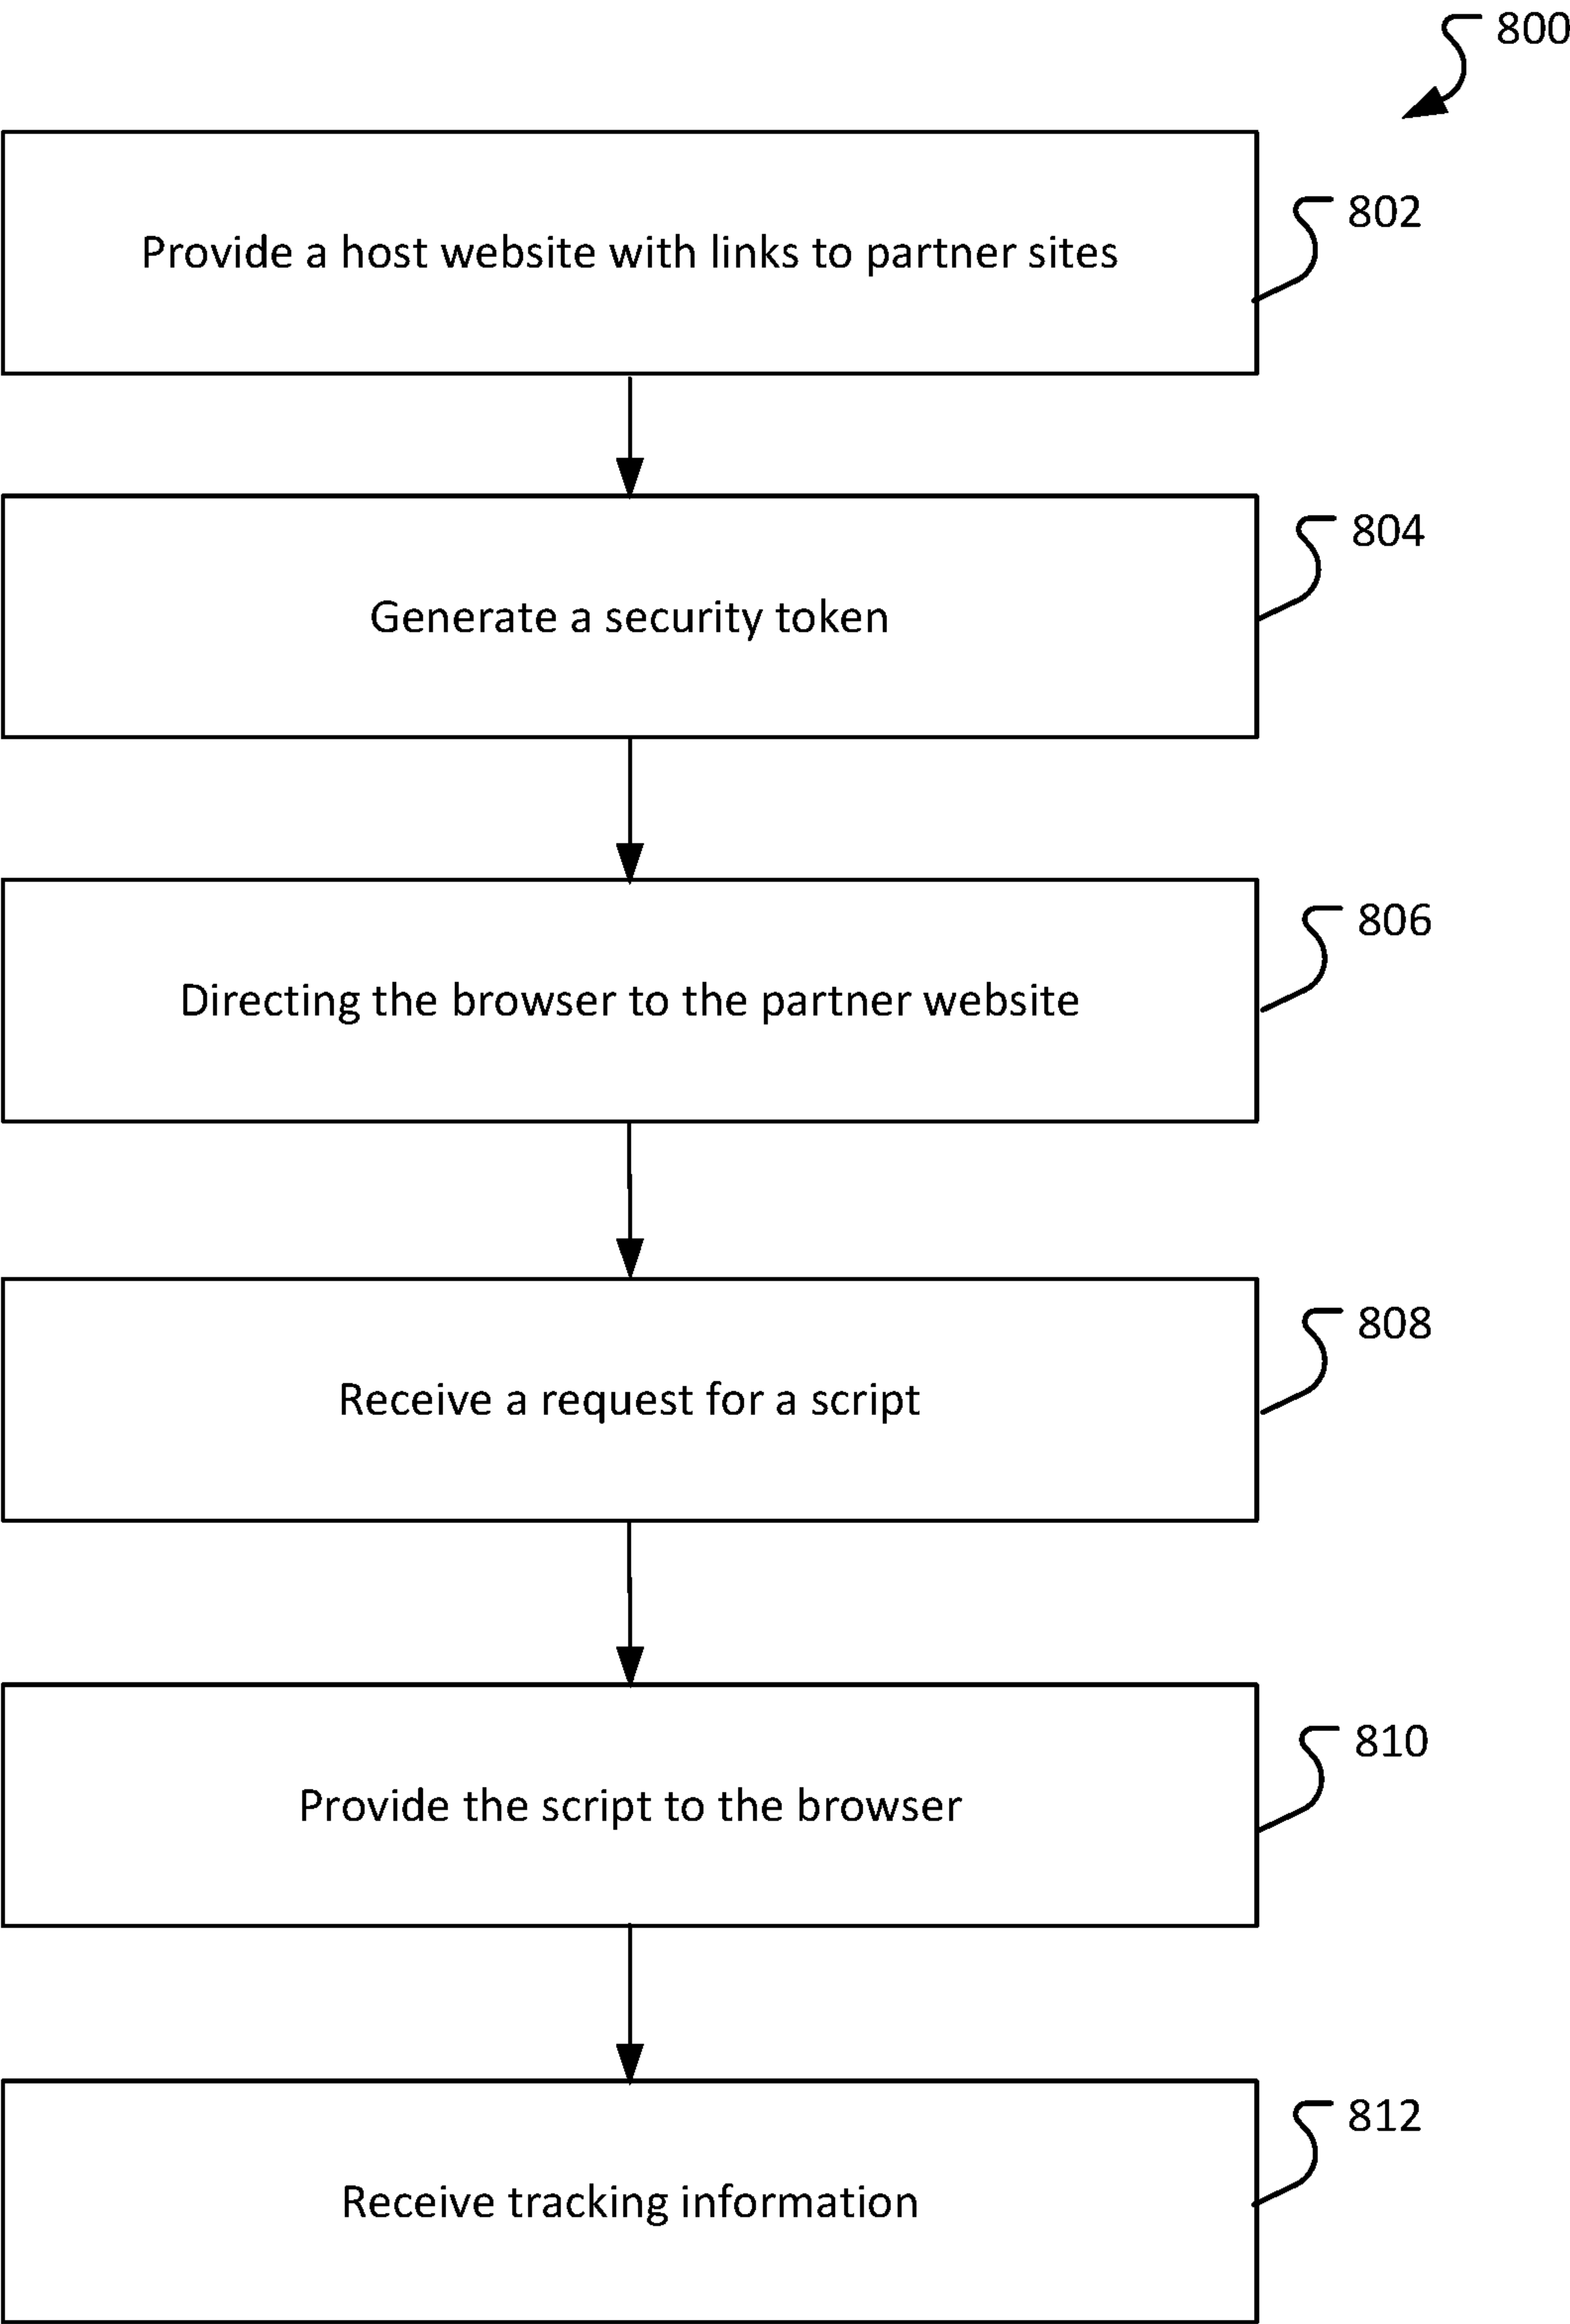 800
Provide a host website with links to partner sites
802
Generate a security token
804
Directing the browser to the partner website
806
Receive a request for a script
808
Provide the script to the browser
810
Receive tracking information
812